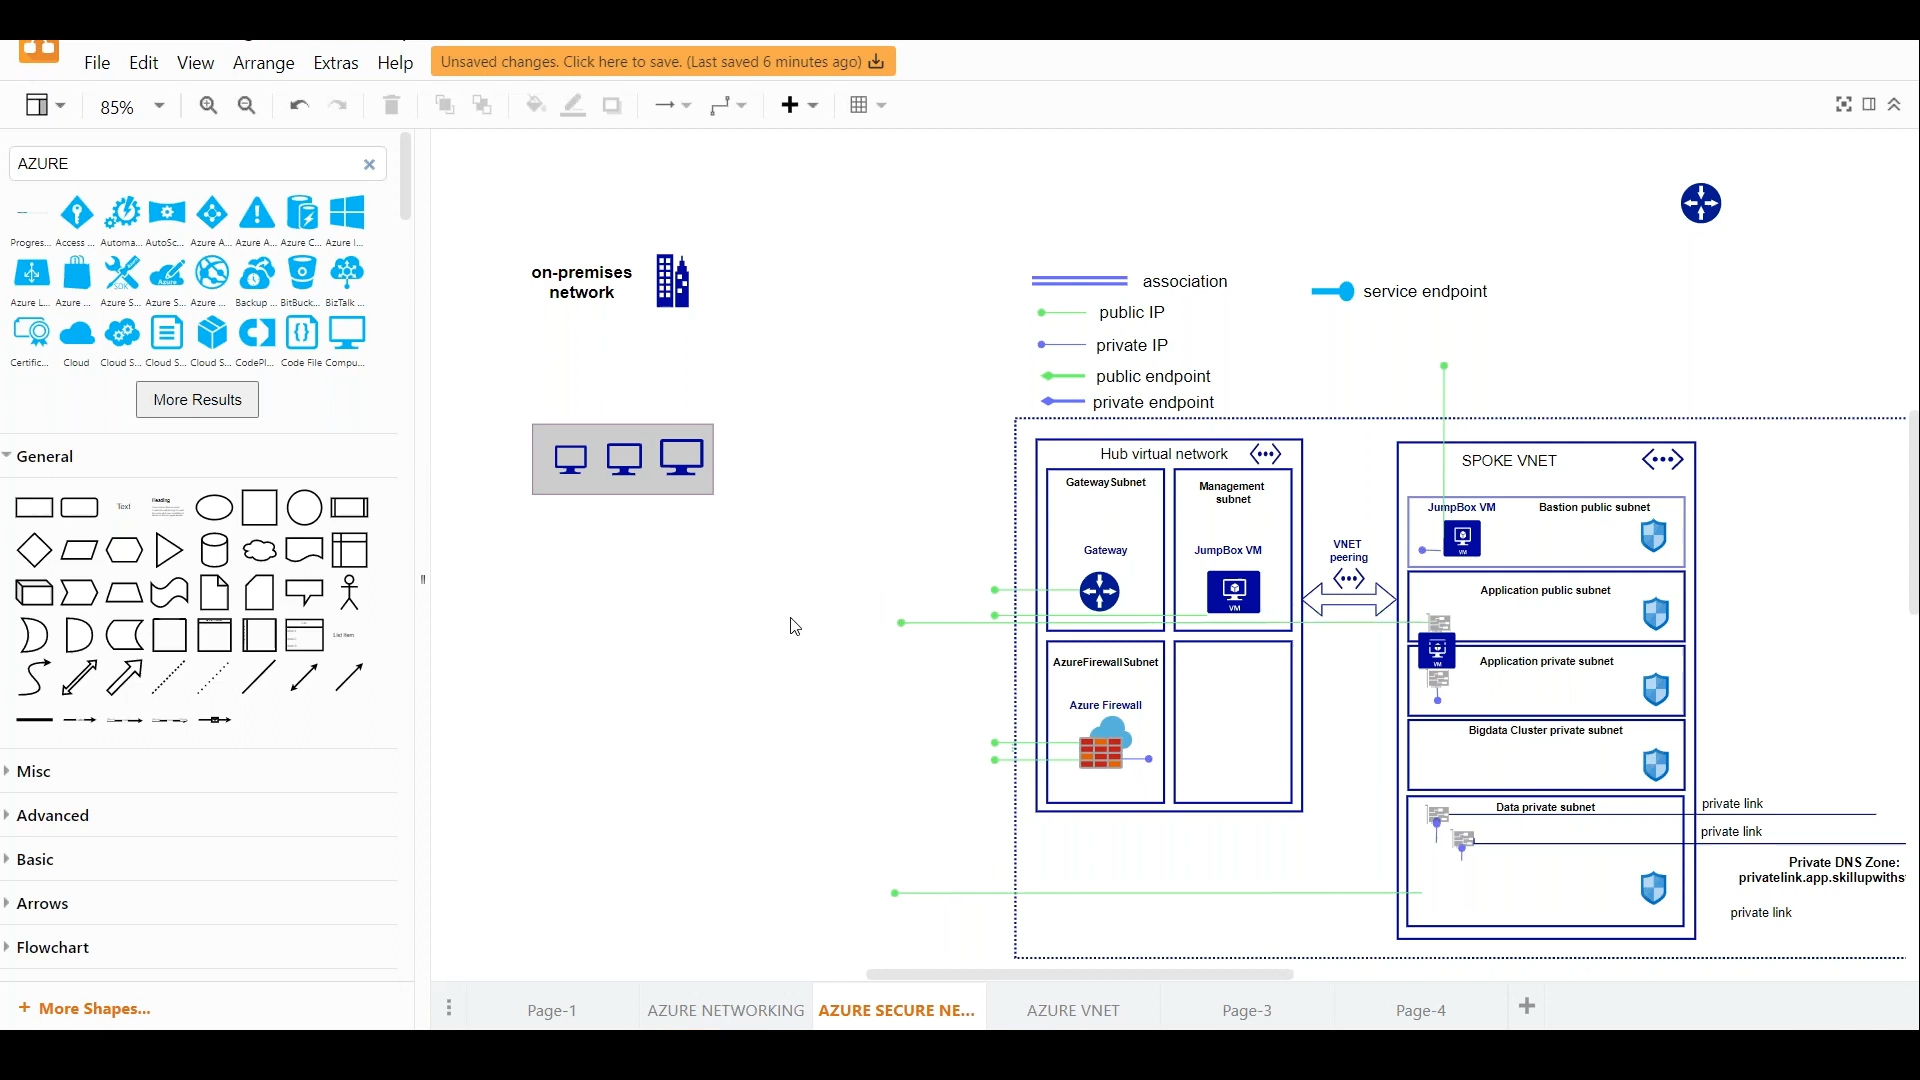 File Edit View Arrange Extras Help
Unsaved changes. Click here to save. (Last saved 6 minutes ago)
85%
AZURE
Progres... Access ... Automa... AutoSc... Azure A... Azure A... Azure C... Azure I...
Azure L... Azure ... Azure S... Azure S... Azure ... Backup ... BitBuck... BizTalk ...
Certific... Cloud Cloud S... Cloud S... Cloud S... CodePl... Code File Compu...
More Results
General
Text
Heading
List Item
Misc
Advanced
Basic
Arrows
Flowchart
+ More Shapes...
on-premises
network
association
public IP
private IP
public endpoint
private endpoint
service endpoint
Hub virtual network
GatewaySubnet
Management
subnet
Gateway
JumpBox VM
VM
AzureFirewallSubnet
Azure Firewall
VNET
peering
SPOKE VNET
JumpBox VM
Bastion public subnet
VM
Application public subnet
VM
Application private subnet
Bigdata Cluster private subnet
Data private subnet
private link
private link
Private DNS Zone:
privatelink.app.skillupwiths
private link
Page-1
AZURE NETWORKING
AZURE SECURE NE...
AZURE VNET
Page-3
Page-4